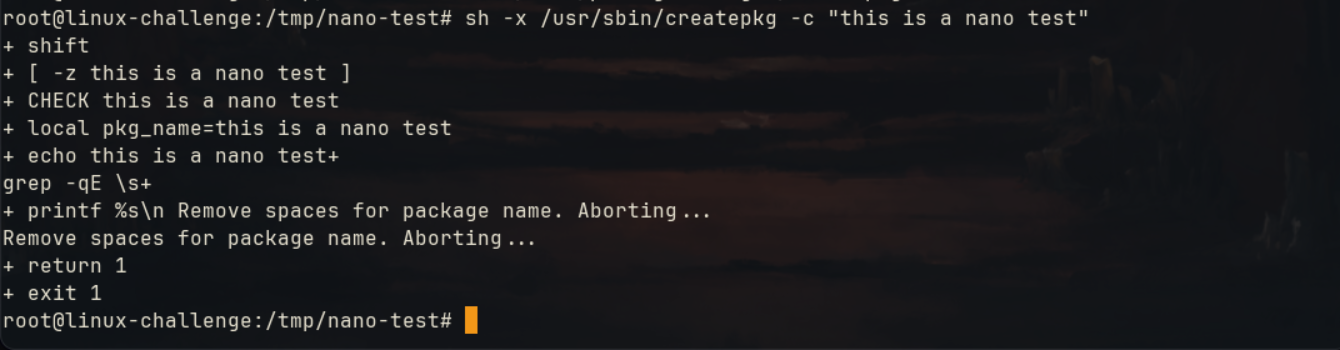 root@linux-challenge:/tmp/nano-test# sh -x /usr/sbin/createpkg -c "this is a nano test"
+ shift
+ [ -z this is a nano test ]
+ CHECK this is a nano test
+ local pkg_name=this is a nano test
+ echo this is a nano test+
grep -qE \s+
+ printf %s\n Remove spaces for package name. Aborting...
Remove spaces for package name. Aborting...
+ return 1
+ exit 1
root@linux-challenge:/tmp/nano-test#